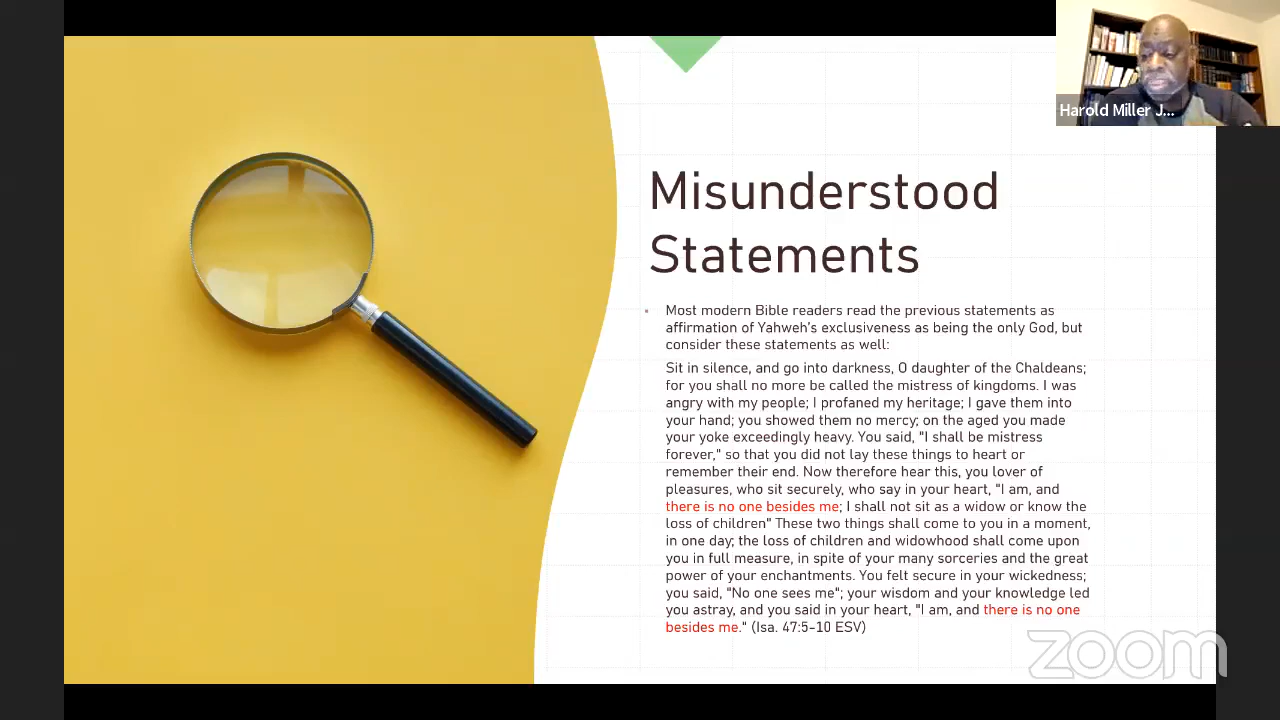 Harold Miller J...
Misunderstood
Statements
Most modern Bible readers read the previous statements as
affirmation of Yahweh's exclusiveness as being the only God, but
consider these statements as well:
Sit in silence, and go into darkness, O daughter of the Chaldeans;
for you shall no more be called the mistress of kingdoms. I was
angry with my people; I profaned my heritage; I gave them into
your hand; you showed them no mercy; on the aged you made
your yoke exceedingly heavy. You said, "I shall be mistress
forever," so that you did not lay these things to heart or
remember their end. Now therefore hear this, you lover of
pleasures, who sit securely, who say in your heart, "I am, and
there is no one besides me; I shall not sit as a widow or know the
loss of children" These two things shall come to you in a moment,
in one day; the loss of children and widowhood shall come upon
you in full measure, in spite of your many sorceries and the great
power of your enchantments. You felt secure in your wickedness;
you said, "No one sees me"; your wisdom and your knowledge led
you astray, and you said in your heart, "I am, and there is no one
besides me." (Isa. 47:5-10 ESV)
zoom